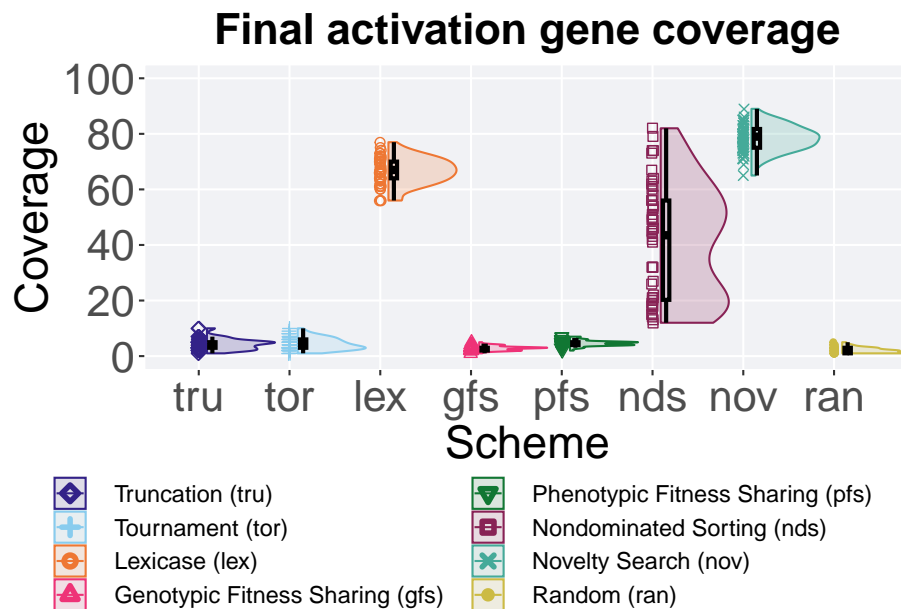 Final activation gene coverage
Coverage
100
80
60
40
20
0
tru tor lex gfs pfs nds nov ran
Scheme
Truncation (tru)
Tournament (tor)
Lexicase (lex)
Genotypic Fitness Sharing (gfs)
Phenotypic Fitness Sharing (pfs)
Nondominated Sorting (nds)
Novelty Search (nov)
Random (ran)